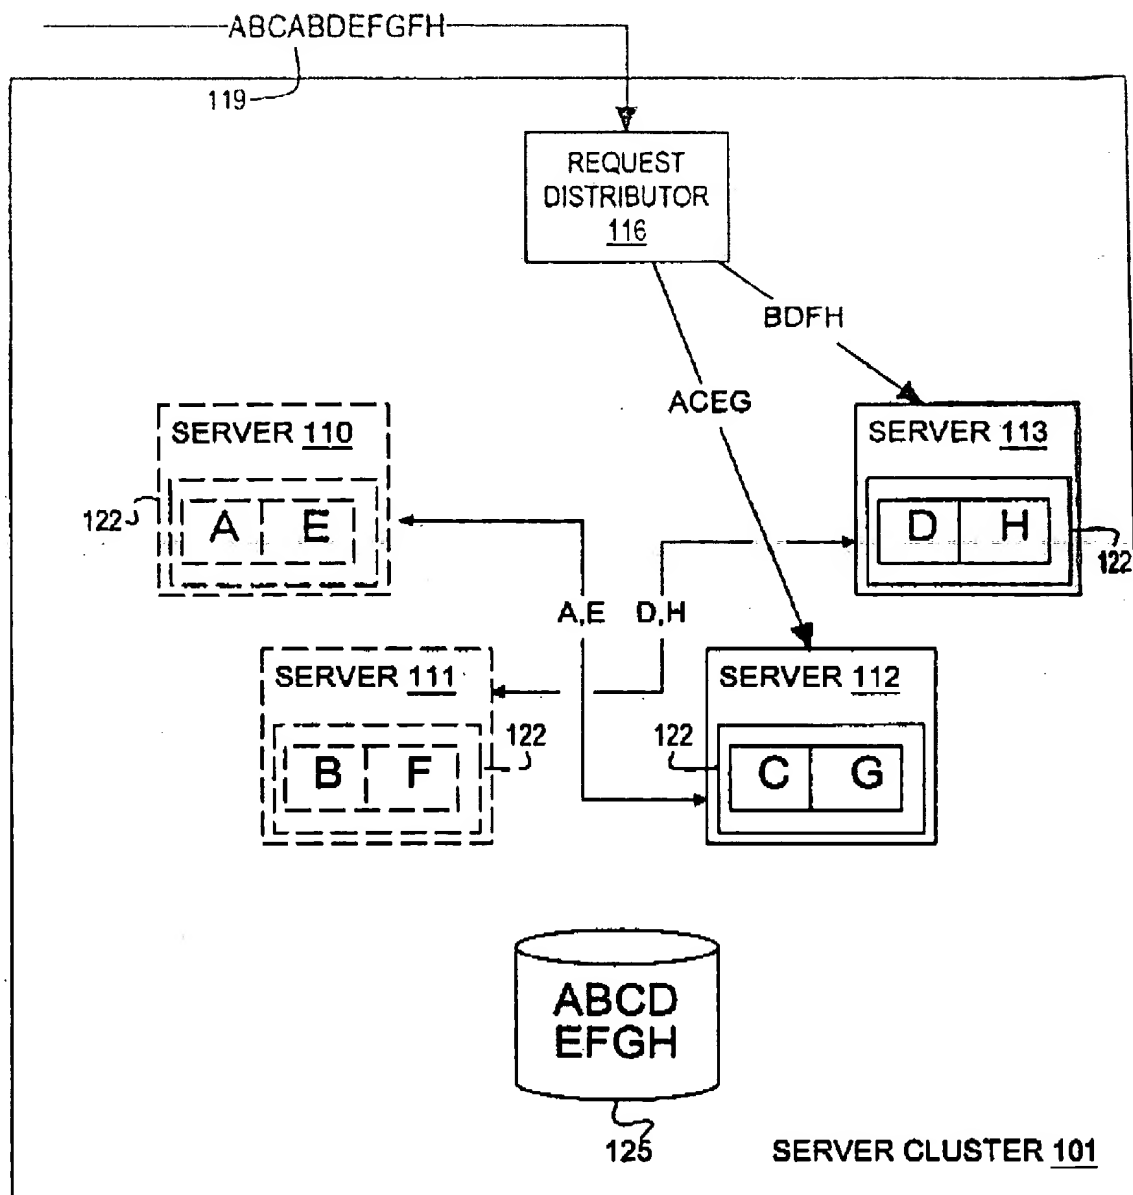 ABCABDEFGFH
119
REQUEST
DISTRIBUTOR
116
BDFH
ACEG
SERVER 110
122
A E
SERVER 113
D H
122
A,E D,H
SERVER 111
122
B F
SERVER 112
122
C G
ABCD
EFGH
125
SERVER CLUSTER 101